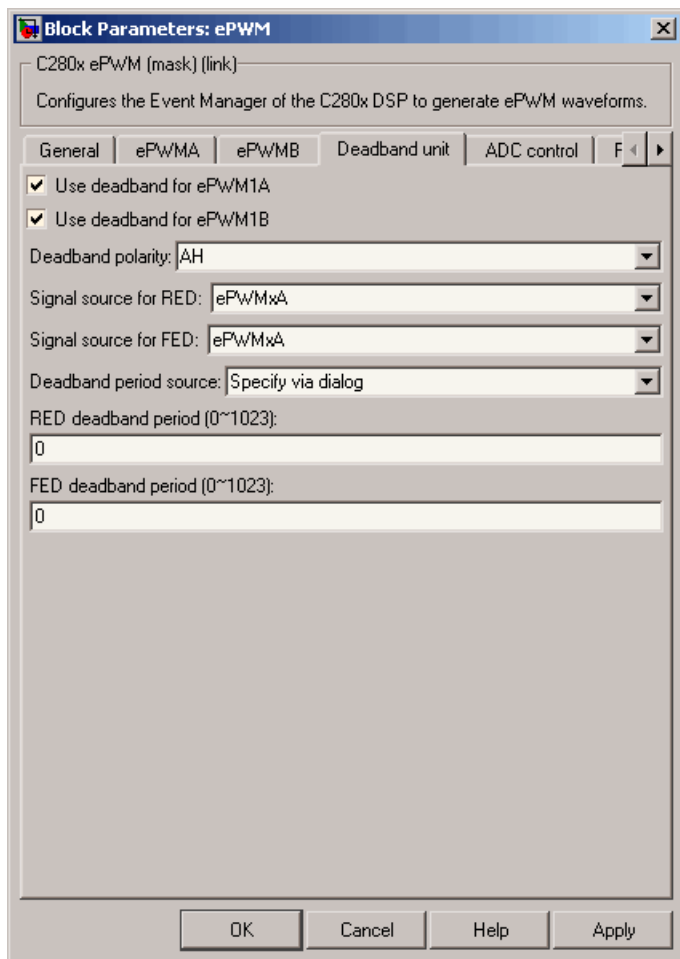 Block Parameters: ePWM
C280x ePWM (mask) (link)
Configures the Event Manager of the C280x DSP to generate ePWM waveforms.
General ePWMA ePWMB Deadband unit ADC control
Use deadband for ePWM1A
Use deadband for ePWM1B
Deadband polarity: AH
Signal source for RED: ePWMxA
Signal source for FED: ePWMxA
Deadband period source: Specify via dialog
RED deadband period (0~1023):
0
FED deadband period (0~1023):
0
OK Cancel Help Apply